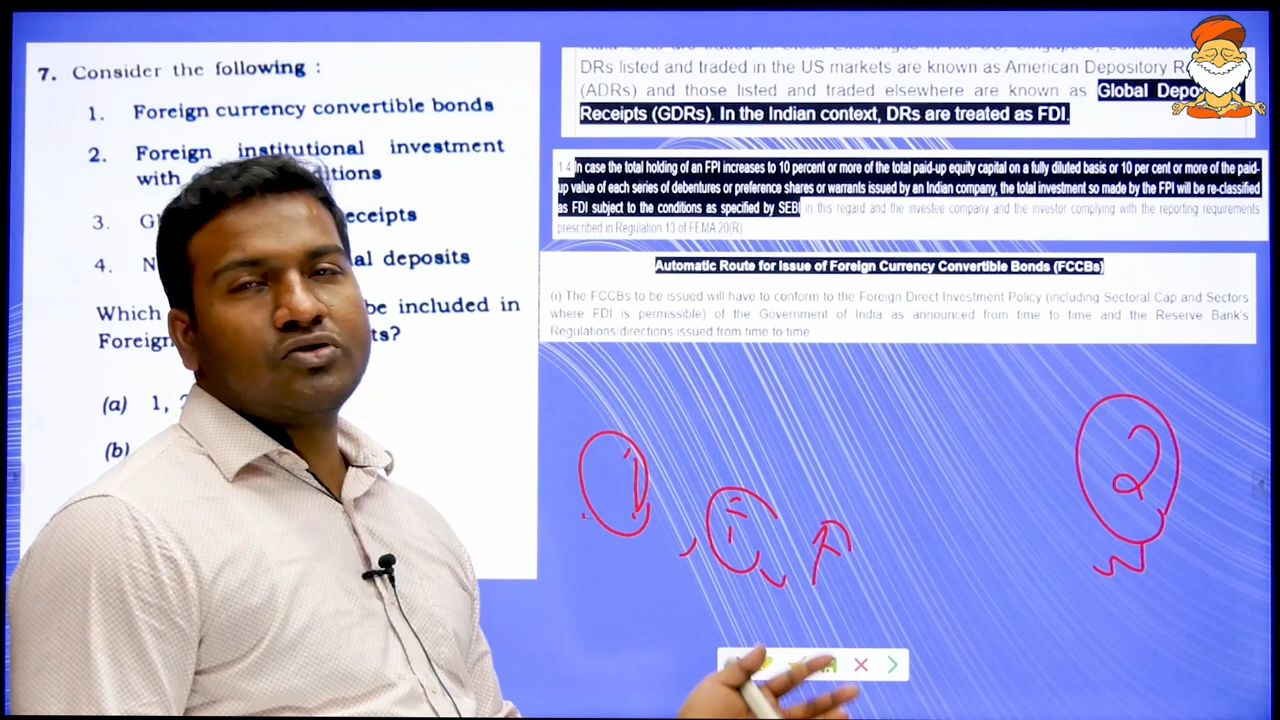 7. Consider the following :
1. Foreign currency convertible bonds
2. Foreign institutional investment
with ditions
3. G eceipts
4. N al deposits
Which be included in
Foreign ts?
(a) 1,
(b)
DRs listed and traded in the US markets are known as American Depository R
(ADRs) and those listed and traded elsewhere are known as Global Depo
Receipts (GDRs). In the Indian context, DRs are treated as FDI.
1.4 In case the total holding of an FPI increases to 10 percent or more of the total paid-up equity capital on a fully diluted basis or 10 per cent or more of the paid-
up value of each series of debentures or preference shares or warrants issued by an Indian company, the total investment so made by the FPI will be re-classified
as FDI subject to the conditions as specified by SEBI in this regard and the investee company and the investor complying with the reporting requirements
prescribed in Regulation 13 of FEMA 20(R)
Automatic Route for Issue of Foreign Currency Convertible Bonds (FCCBs)
(i) The FCCBs to be issued will have to conform to the Foreign Direct Investment Policy (including Sectoral Cap and Sectors
where FDI is permissible) of the Government of India as announced from time to time and the Reserve Bank's
Regulations/directions issued from time to time
1
2